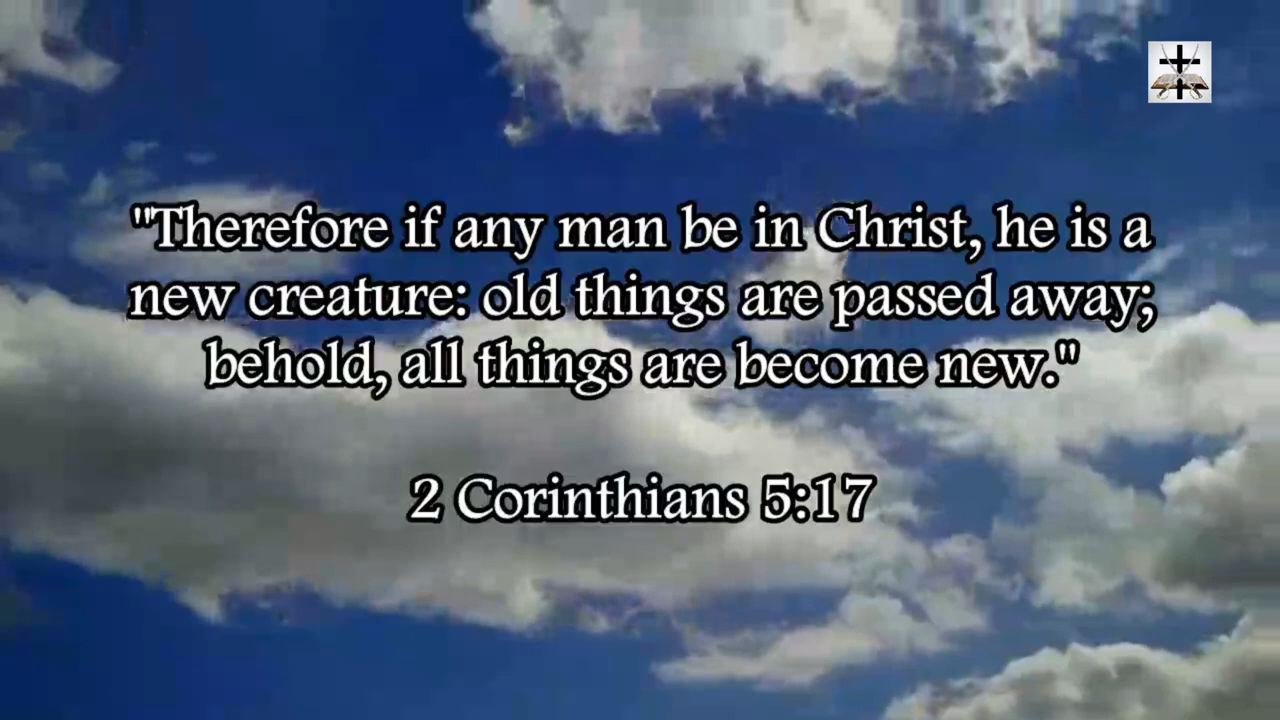 "Therefore if any man be in Christ, he is a
new creature: old things are passed away;
behold, all things are become new."
2 Corinthians 5:17